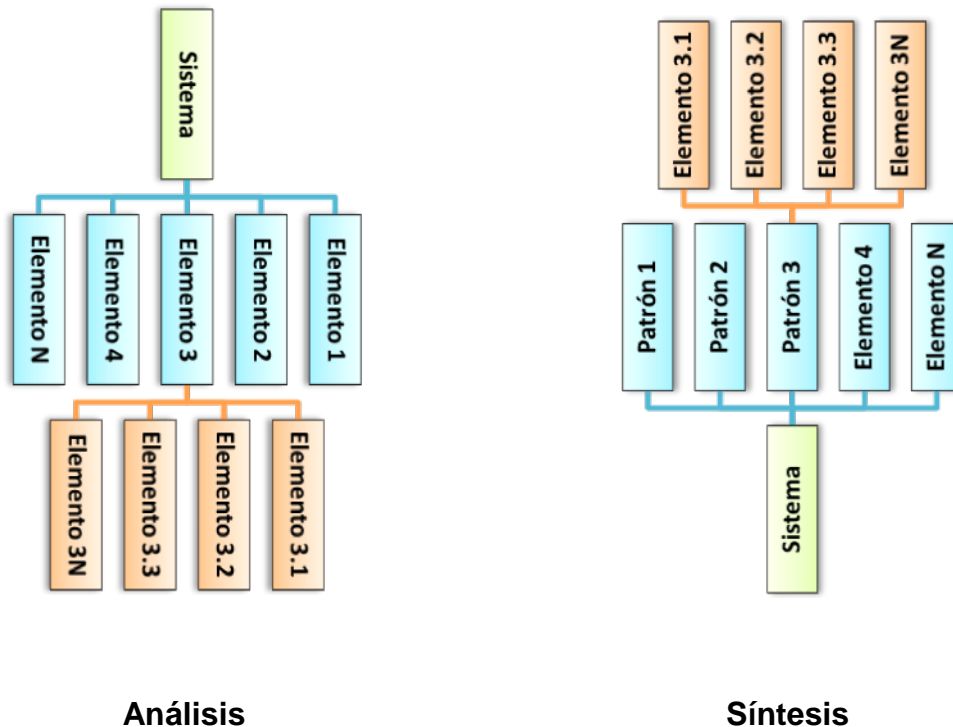 Sistema
Elemento N
Elemento 4
Elemento 3
Elemento 2
Elemento 1
Elemento 3N
Elemento 3.3
Elemento 3.2
Elemento 3.1
Análisis
Elemento 3.1
Elemento 3.2
Elemento 3.3
Elemento 3N
Patrón 1
Patrón 2
Patrón 3
Elemento 4
Elemento N
Sistema
Síntesis